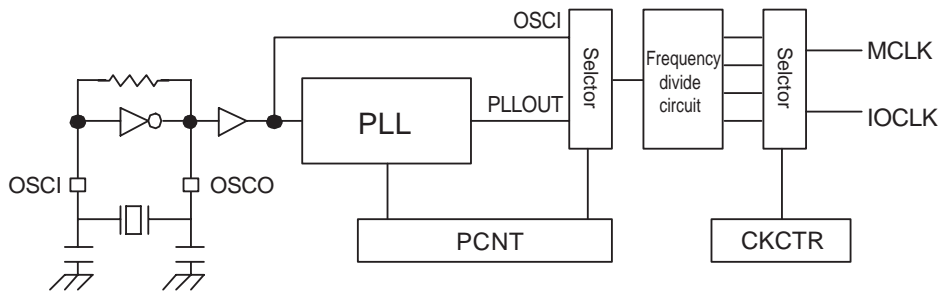 OSCI
Selctor
Frequency
divide
circuit
Selctor
MCLK
PLL
PLLOUT
IOCLK
OSCI
OSCO
PCNT
CKCTR